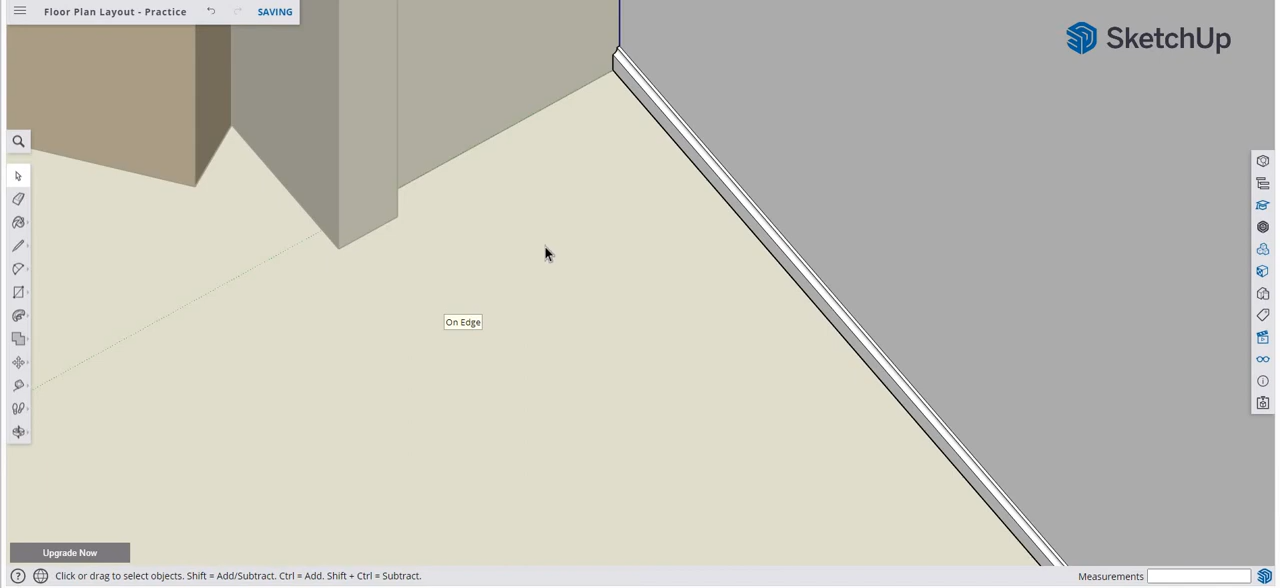 Floor Plan Layout - Practice
SAVING
SketchUp
On Edge
Upgrade Now
Click or drag to select objects. Shift = Add/Subtract. Ctrl = Add. Shift + Ctrl = Subtract.
Measurements